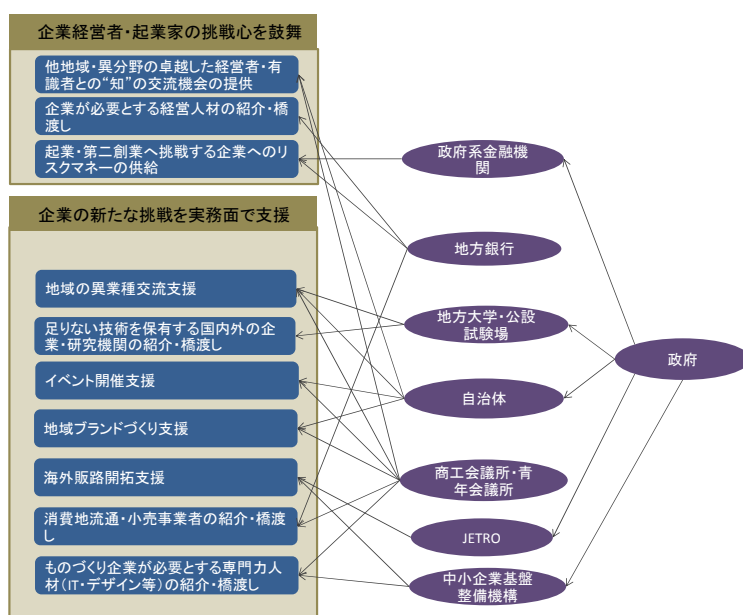 企業経営者・起業家の挑戦心を鼓舞
他地域・異分野の卓越した経営者・有
識者との“知”の交流機会の提供
企業が必要とする経営人材の紹介・橋
渡し
起業・第二創業へ挑戦する企業へのリ
スクマネーの供給
企業の新たな挑戦を実務面で支援
地域の異業種交流支援
足りない技術を保有する国内外の企
業・研究機関の紹介・橋渡し
イベント開催支援
地域ブランドづくり支援
海外販路開拓支援
消費地流通・小売事業者の紹介・橋渡
し
ものづくり企業が必要とする専門力人
材(IT・デザイン等)の紹介・橋渡し
政府系金融機
関
地方銀行
地方大学・公設
試験場
自治体
商工会議所・青
年会議所
JETRO
中小企業基盤
整備機構
政府